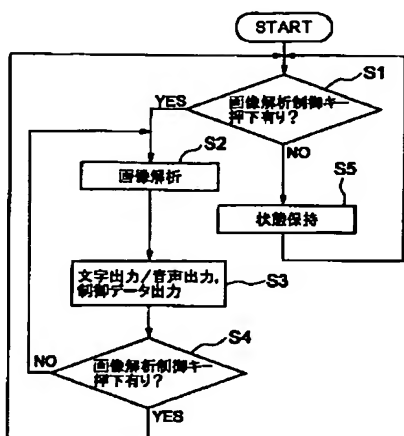 START
S1
画像解析制御キー
押下有り?
YES
NO
S2
画像解析
S5
状態保持
S3
文字出力/音声出力,
制御データ出力
S4
画像解析制御キー
押下有り?
NO
YES